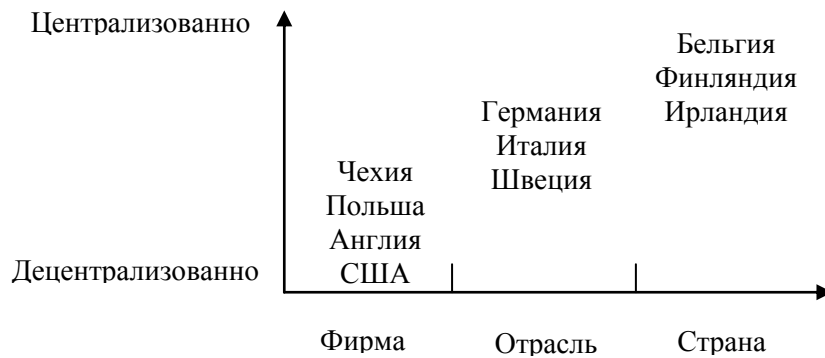 Централизованно
Бельгия
Финляндия
Ирландия
Германия
Италия
Швеция
Чехия
Польша
Англия
США
Децентрализованно
Фирма
Отрасль
Страна